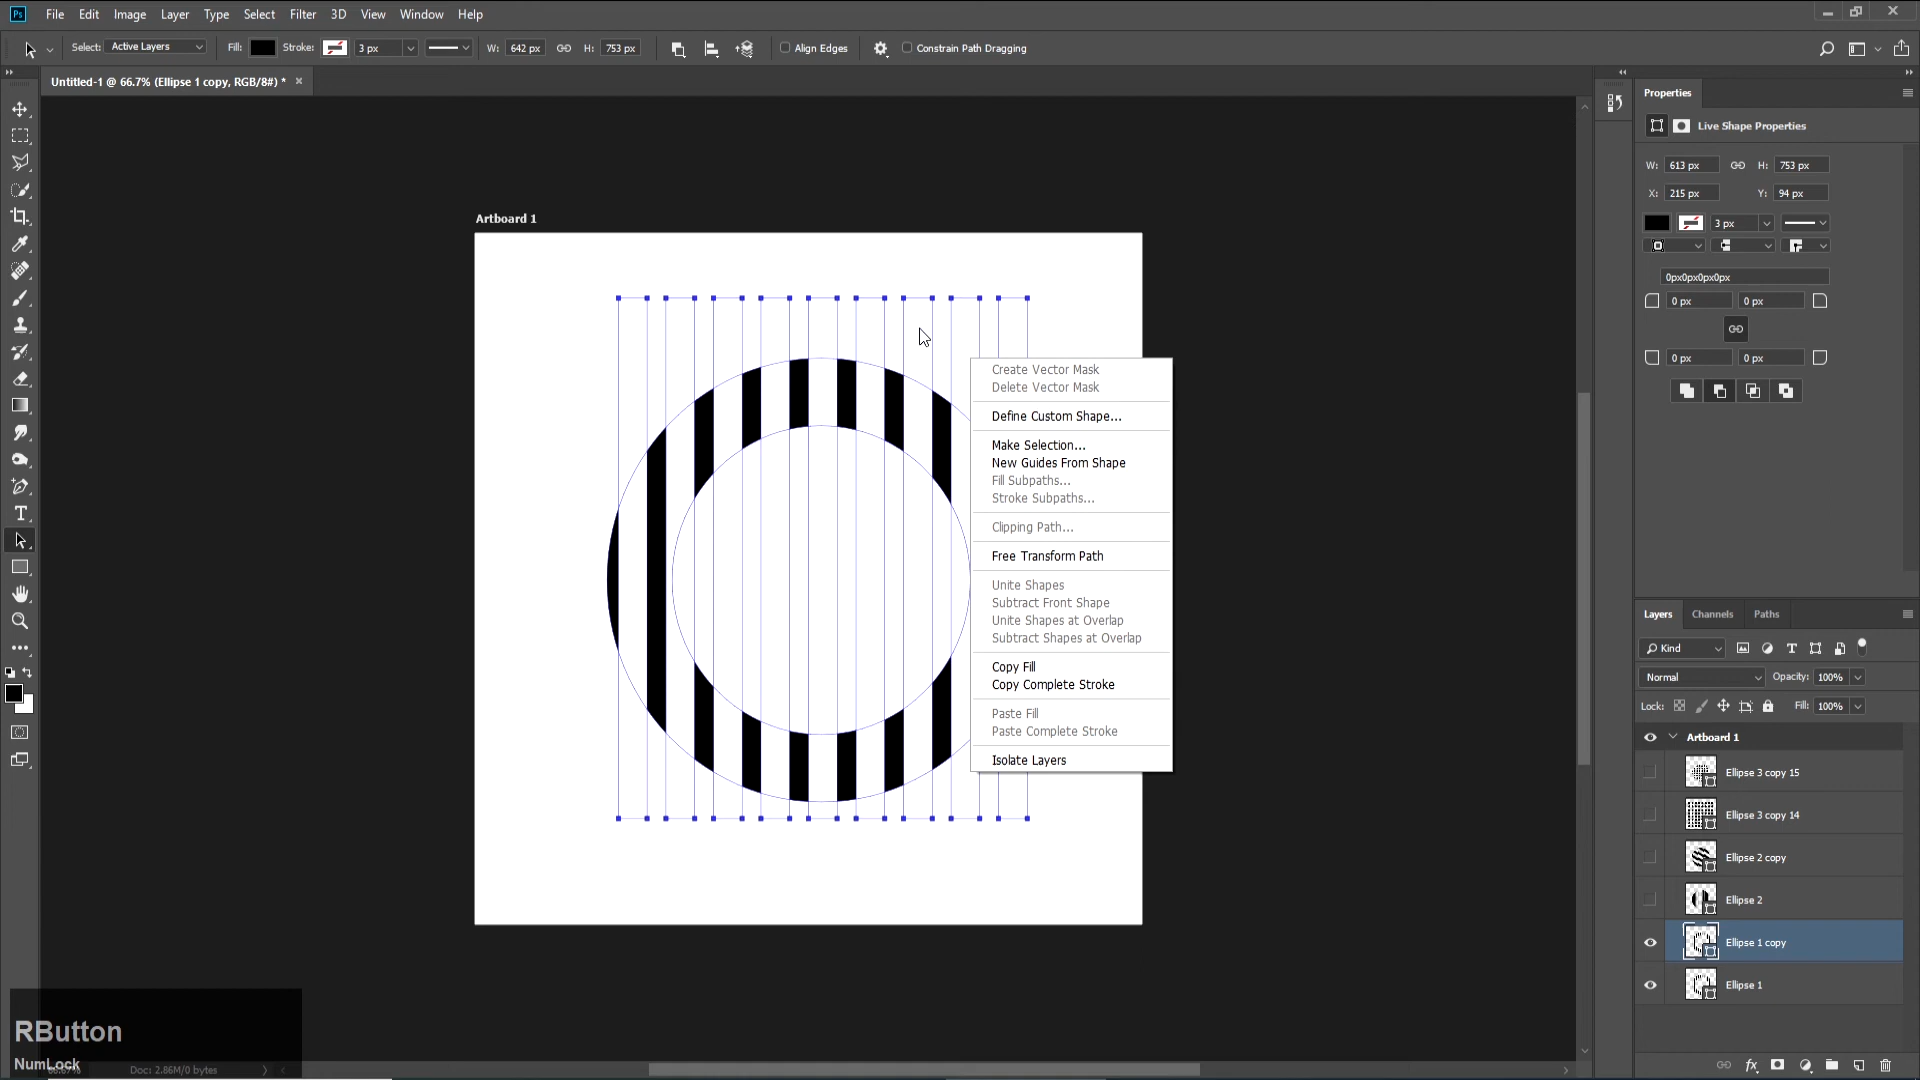 Ps File Edit Image Layer Type Select Filter 3D View Window Help
Select: Active Layers Fill: Stroke: 3 px W: 642 px H: 753 px Align Edges Constrain Path Dragging
Untitled-1 @ 66.7% (Ellipse 1 copy, RGB/8#) * ×
Artboard 1
Create Vector Mask
Delete Vector Mask
Define Custom Shape...
Make Selection...
New Guides From Shape
Fill Subpaths...
Stroke Subpaths...
Clipping Path...
Free Transform Path
Unite Shapes
Subtract Front Shape
Unite Shapes at Overlap
Subtract Shapes at Overlap
Copy Fill
Copy Complete Stroke
Paste Fill
Paste Complete Stroke
Isolate Layers
Properties
Live Shape Properties
W: 613 px H: 753 px
X: 215 px Y: 94 px
3 px
0px0px0px0px
0 px 0 px
0 px 0 px
Layers Channels Paths
Kind
Normal Opacity: 100%
Lock: Fill: 100%
Artboard 1
Ellipse 3 copy 15
Ellipse 3 copy 14
Ellipse 2 copy
Ellipse 2
Ellipse 1 copy
Ellipse 1
RButton
NumLock
Doc: 2.86M/0 bytes